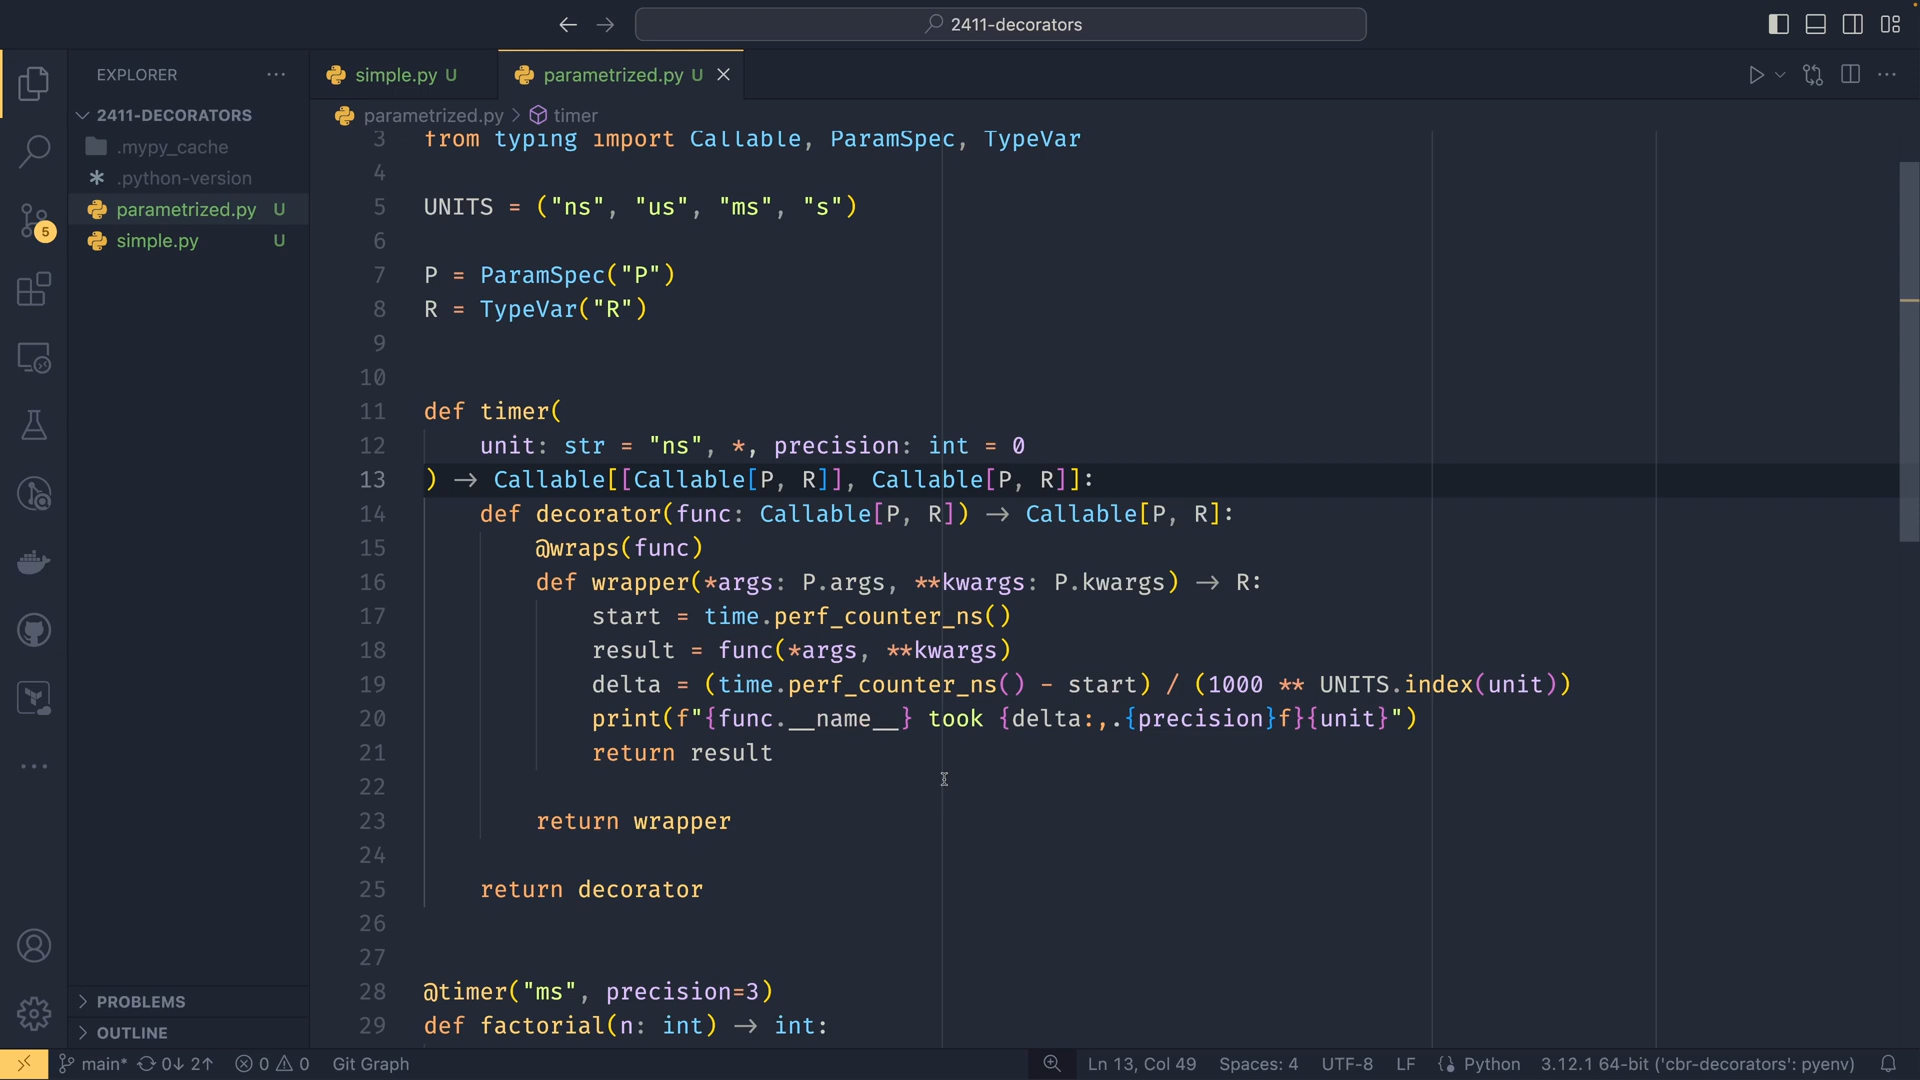 2411-decorators
EXPLORER
simple.py U
parametrized.py U
2411-DECORATORS
parametrized.py > timer
.mypy_cache
.python-version
parametrized.py U
simple.py U
5
3 from typing import Callable, ParamSpec, TypeVar
4
5 UNITS = ("ns", "us", "ms", "s")
6
7 P = ParamSpec("P")
8 R = TypeVar("R")
9
10
11 def timer(
12 unit: str = "ns", *, precision: int = 0
13 ) → Callable[[Callable[P, R]], Callable[P, R]]:
14 def decorator(func: Callable[P, R]) → Callable[P, R]:
15 @wraps(func)
16 def wrapper(*args: P.args, **kwargs: P.kwargs) → R:
17 start = time.perf_counter_ns()
18 result = func(*args, **kwargs)
19 delta = (time.perf_counter_ns() - start) / (1000 ** UNITS.index(unit))
20 print(f"{func.__name__} took {delta:,.{precision}f}{unit}")
21 return result
22
23 return wrapper
24
25 return decorator
26
27
28 @timer("ms", precision=3)
29 def factorial(n: int) → int:
PROBLEMS
OUTLINE
main* 0↓ 2↑ 0 0 Git Graph Ln 13, Col 49 Spaces: 4 UTF-8 LF Python 3.12.1 64-bit ('cbr-decorators': pyenv)